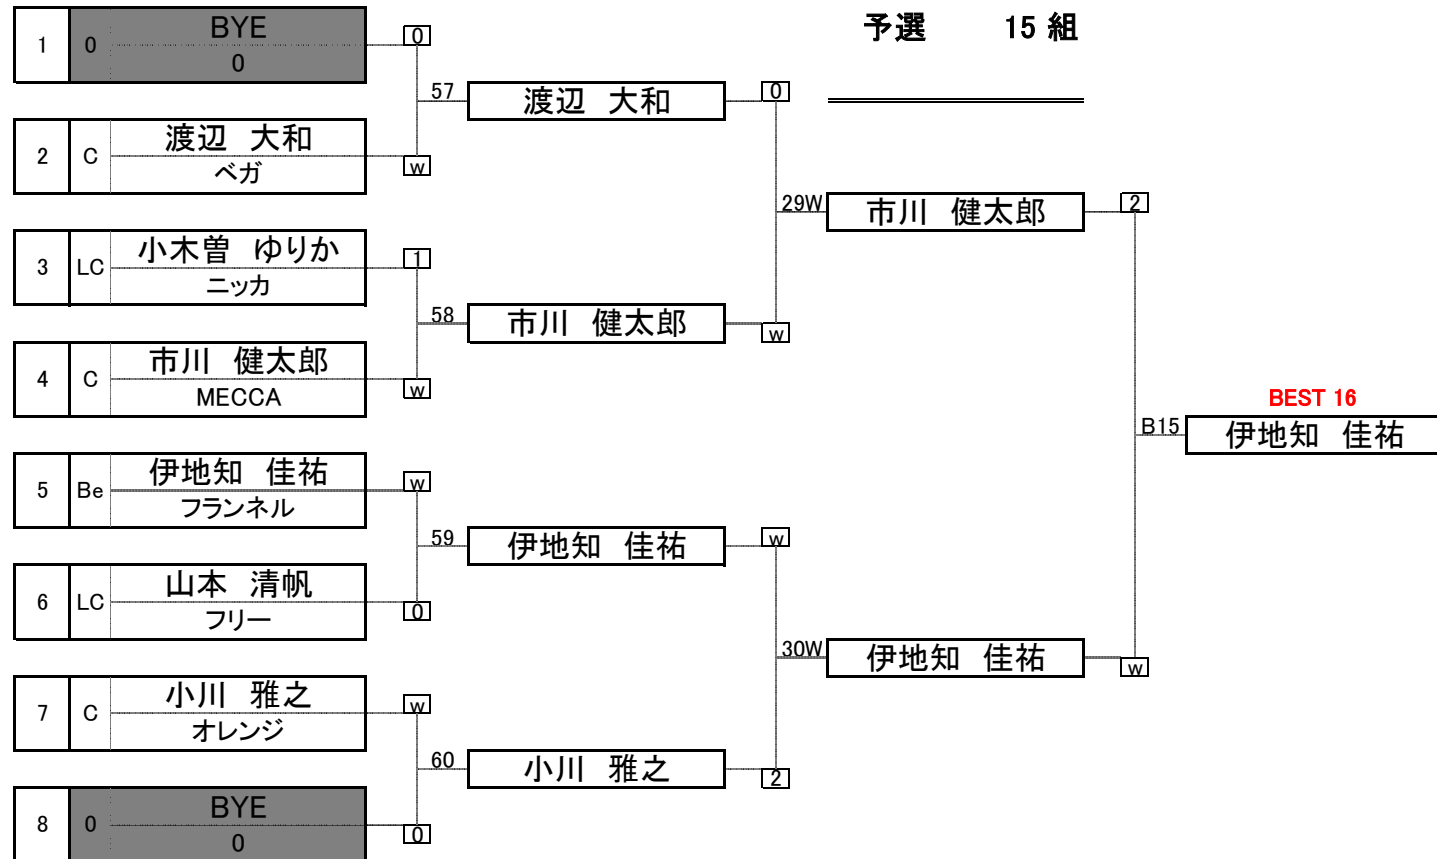 予選 15 組
1 0 BYE 0
0
57 渡辺 大和 0
2 C 渡辺 大和
ベガ
w
29W 市川 健太郎 2
3 LC 小木曽 ゆりか
ニッカ
1
58 市川 健太郎 w
4 C 市川 健太郎
MECCA
w
BEST 16
B15 伊地知 佳祐
5 Be 伊地知 佳祐 w
フランネル
59 伊地知 佳祐 w
6 LC 山本 清帆
フリー
0
30W 伊地知 佳祐 w
7 C 小川 雅之 w
オレンジ
60 小川 雅之 2
8 0 BYE 0
0